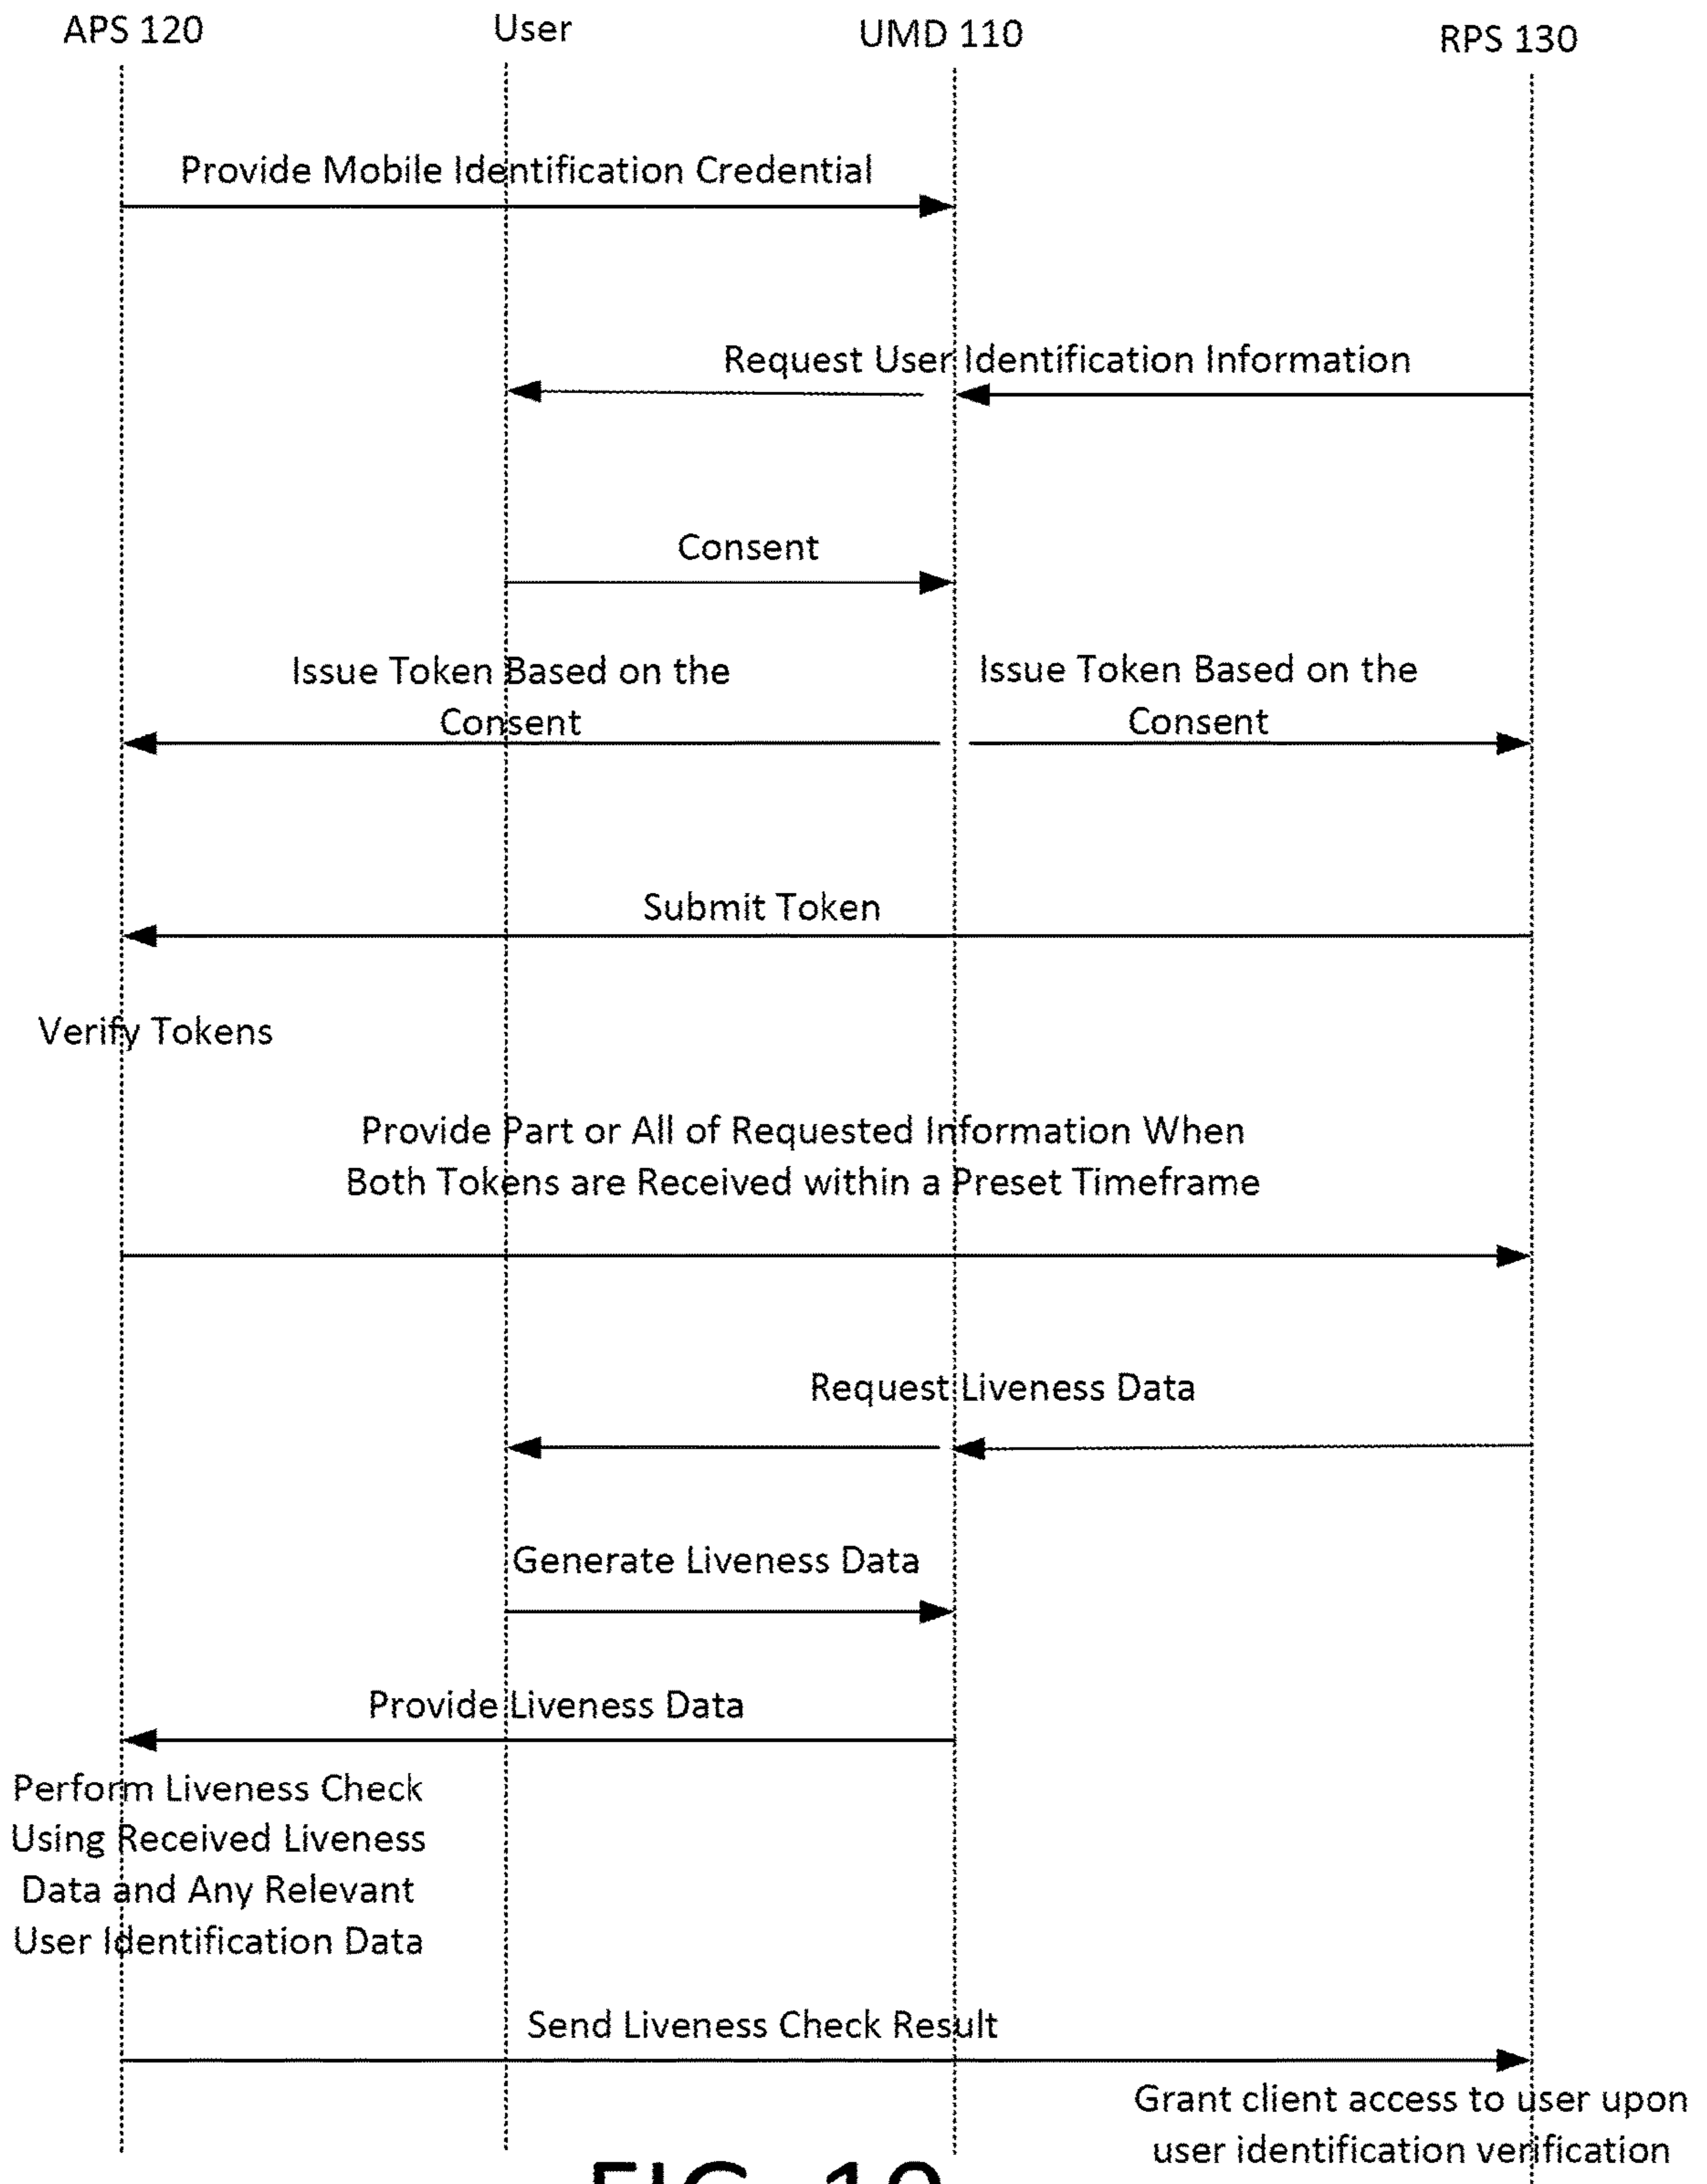 APS 120
User
UMD 110
RPS 130
Provide Mobile Identification Credential
Request User Identification Information
Consent
Issue Token Based on the
Consent
Issue Token Based on the
Consent
Submit Token
Verify Tokens
Provide Part or All of Requested Information When
Both Tokens are Received within a Preset Timeframe
Request Liveness Data
Generate Liveness Data
Provide Liveness Data
Perform Liveness Check
Using Received Liveness
Data and Any Relevant
User Identification Data
Send Liveness Check Result
Grant client access to user upon
user identification verification